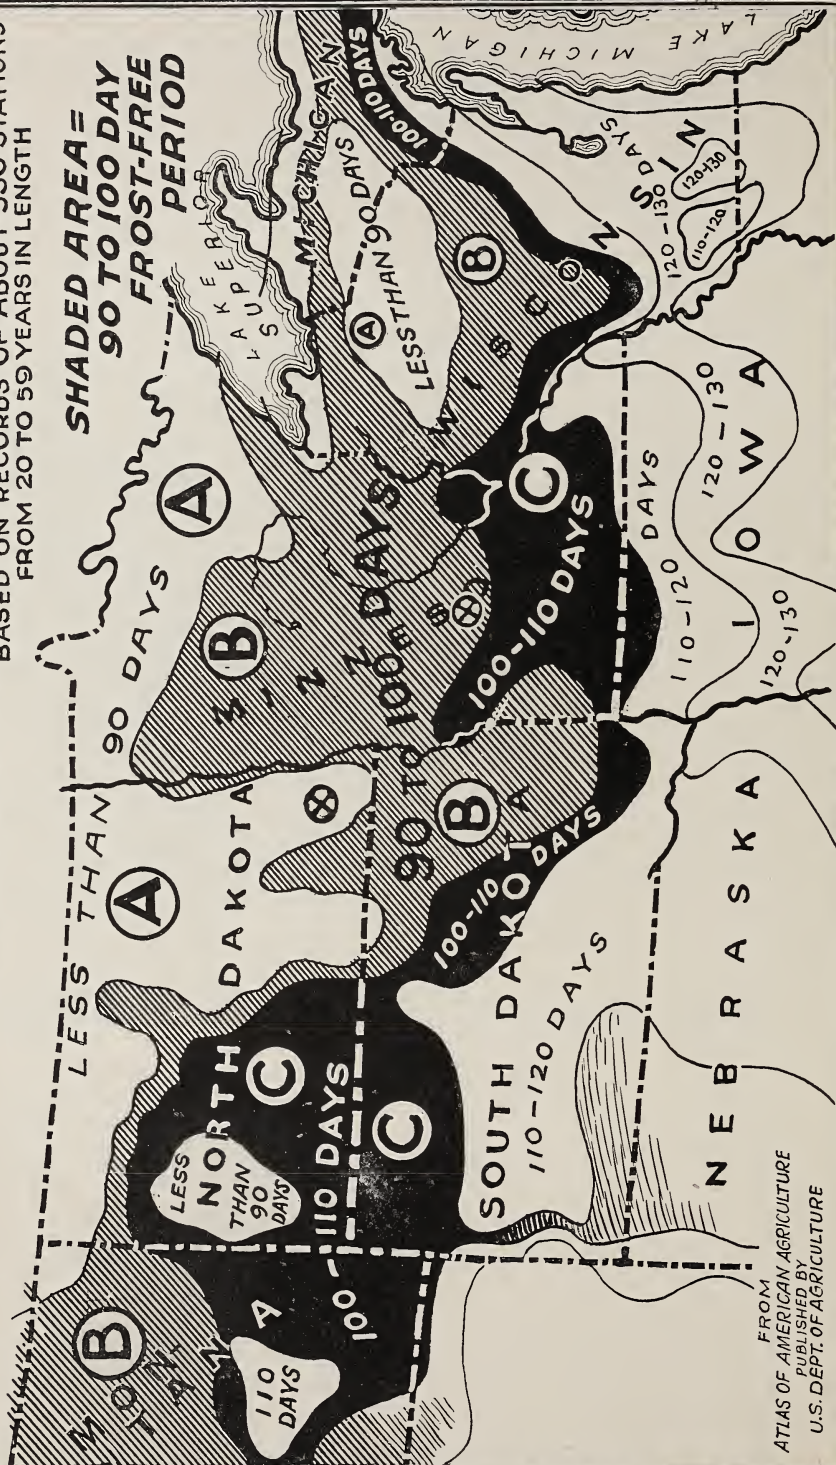 BASED ON RECORDS OF ABOUT STATIONS
FROM 20 TO 59 YEARS IN LENGTH
SHADED AREA=
90 TO 100 DAY
FROST-FREE
PERIOD
LESS THAN 90 DAYS
A
A
B
B
MONTANA
LAKE SUPERIOR
MICHIGAN
LAKE MICHIGAN
NORTH DAKOTA
C
LESS
THAN
90
DAYS
110
DAYS
100-110 DAYS
C
MINNES
90 TO 100 DAYS
B
A
LESS THAN 90 DAYS
B
WISCONSIN
100-110 DAYS
100-110 DAYS
SOUTH DAKOTA
110-120 DAYS
100-110 DAYS
C
120-130 DAYS
120-130
110-120
110-120 DAYS
120-130
120-130
IOWA
NEBRASKA
FROM
ATLAS OF AMERICAN AGRICULTURE
PUBLISHED BY
U.S. DEPT. OF AGRICULTURE